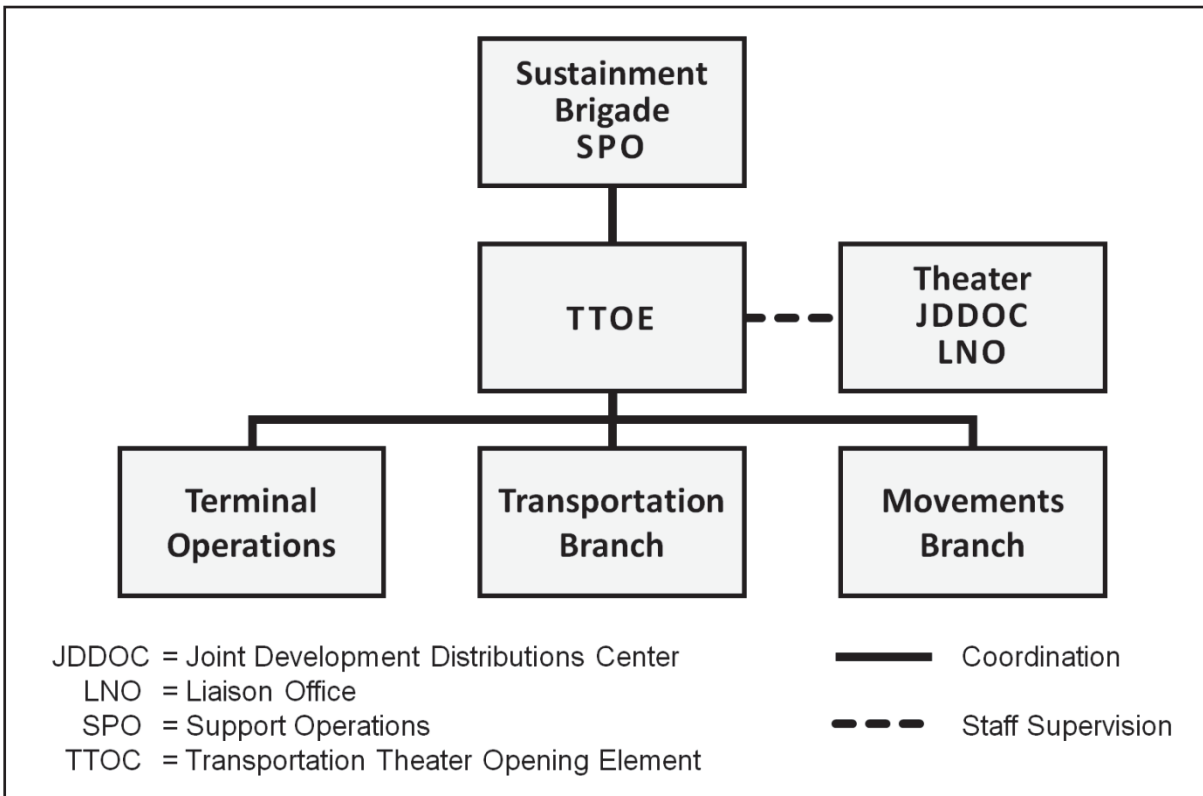 Sustainment
Brigade
SPO
TTOE
Theater
JDDOC
LNO
Terminal
Operations
Transportation
Branch
Movements
Branch
JDDOC = Joint Development Distributions Center
LNO = Liaison Office
SPO = Support Operations
TTOC = Transportation Theater Opening Element
Coordination
Staff Supervision